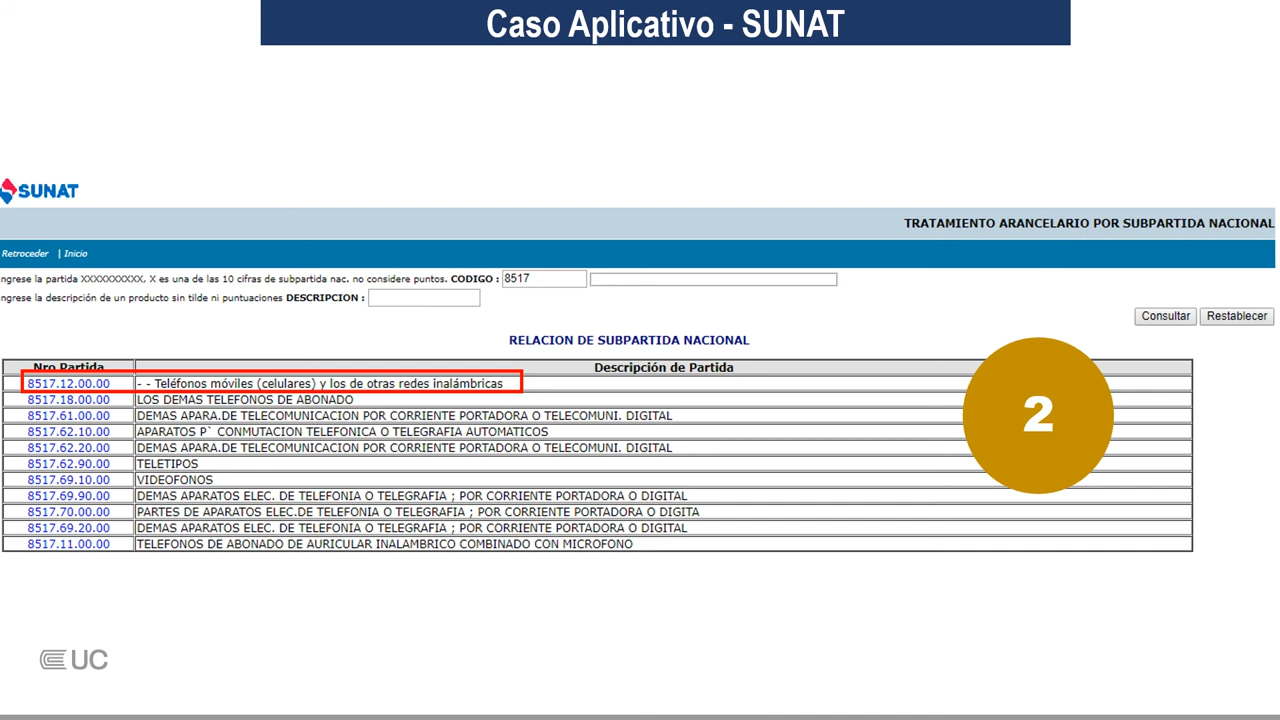 Caso Aplicativo - SUNAT
SUNAT
TRATAMIENTO ARANCELARIO POR SUBPARTIDA NACIONAL
Retroceder | Inicio
ngrese la partida XXXXXXXXXX, X es una de las 10 cifras de subpartida nac. no considere puntos. CODIGO : 8517
ngrese la descripción de un producto sin tilde ni puntuaciones DESCRIPCION :
Consultar Restablecer
RELACION DE SUBPARTIDA NACIONAL
Nro Partida Descripción de Partida
8517.12.00.00 - - Teléfonos móviles (celulares) y los de otras redes inalámbricas
8517.18.00.00 LOS DEMAS TELEFONOS DE ABONADO
8517.61.00.00 DEMAS APARA.DE TELECOMUNICACION POR CORRIENTE PORTADORA O TELECOMUNI. DIGITAL
8517.62.10.00 APARATOS P` CONMUTACION TELEFONICA O TELEGRAFIA AUTOMATICOS
8517.62.20.00 DEMAS APARA.DE TELECOMUNICACION POR CORRIENTE PORTADORA O TELECOMUNI. DIGITAL
8517.62.90.00 TELETIPOS
8517.69.10.00 VIDEOFONOS
8517.69.90.00 DEMAS APARATOS ELEC. DE TELEFONIA O TELEGRAFIA ; POR CORRIENTE PORTADORA O DIGITAL
8517.70.00.00 PARTES DE APARATOS ELEC.DE TELEFONIA O TELEGRAFIA ; POR CORRIENTE PORTADORA O DIGITA
8517.69.20.00 DEMAS APARATOS ELEC. DE TELEFONIA O TELEGRAFIA ; POR CORRIENTE PORTADORA O DIGITAL
8517.11.00.00 TELEFONOS DE ABONADO DE AURICULAR INALAMBRICO COMBINADO CON MICROFONO
2
UC